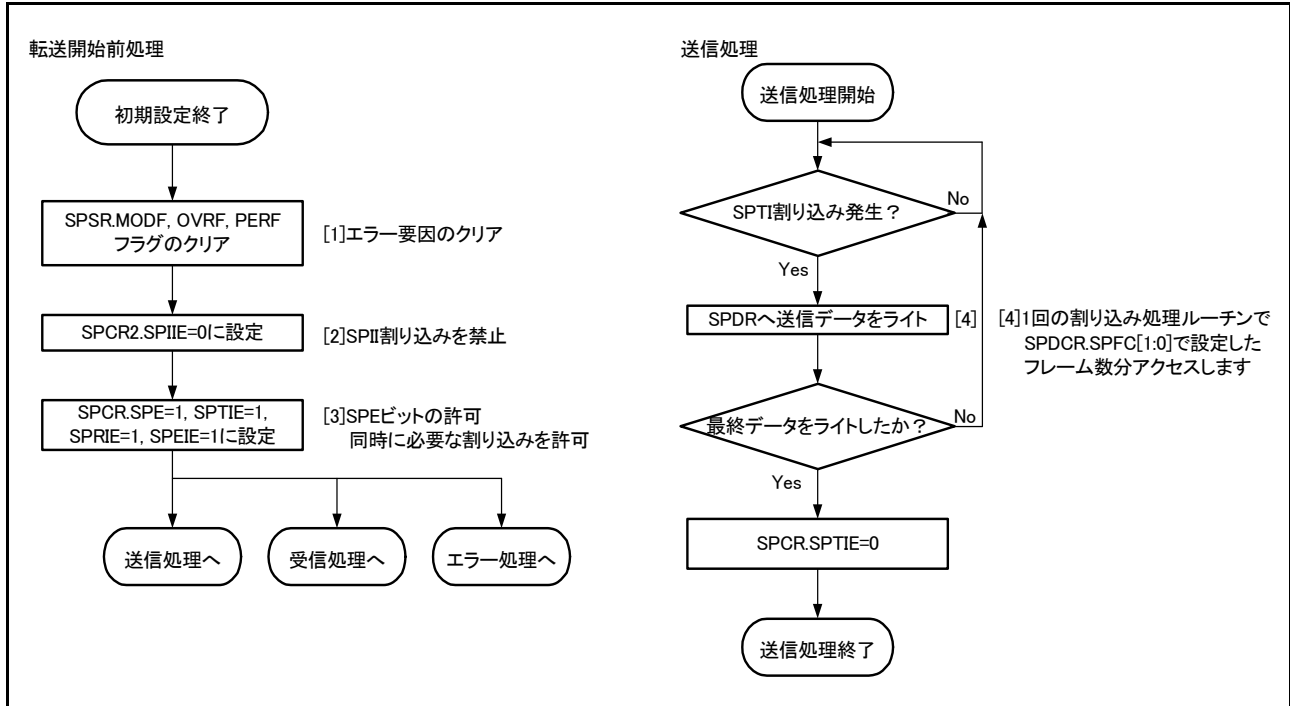 転送開始前処理
初期設定終了
SPSR.MODF, OVRF, PERF
フラグのクリア
[1]エラー要因のクリア
SPCR2.SPIIE=0に設定
[2]SPII割り込みを禁止
SPCR.SPE=1, SPTIE=1,
SPRIE=1, SPEIE=1に設定
[3]SPEビットの許可
同時に必要な割り込みを許可
送信処理へ
受信処理へ
エラー処理へ
送信処理
送信処理開始
SPTI割り込み発生？
No
Yes
SPDRへ送信データをライト
[4]
[4]1回の割り込み処理ルーチンで
SPDCR.SPFC[1:0]で設定した
フレーム数分アクセスします
最終データをライトしたか？
No
Yes
SPCR.SPTIE=0
送信処理終了